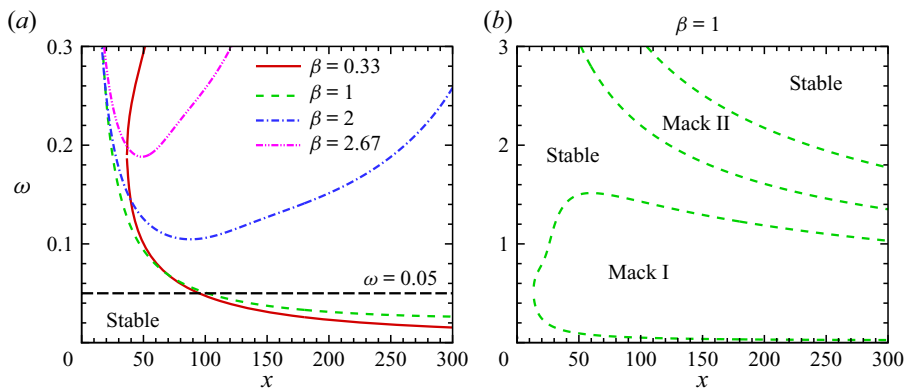 (a)
0.3
0.2
0.1
ω
β = 0.33
β = 1
β = 2
β = 2.67
ω = 0.05
Stable
0 50 100 150 200 250 300
x
(b)
β = 1
3
2
1
Stable
Mack II
Stable
Mack I
0 50 100 150 200 250 300
x